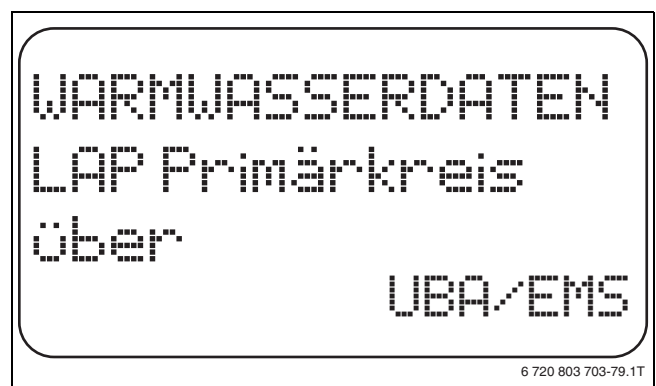 WARMWASSERDATEN
LAP Primärkreis
über
UBA/EMS
6 720 803 703-79.1T